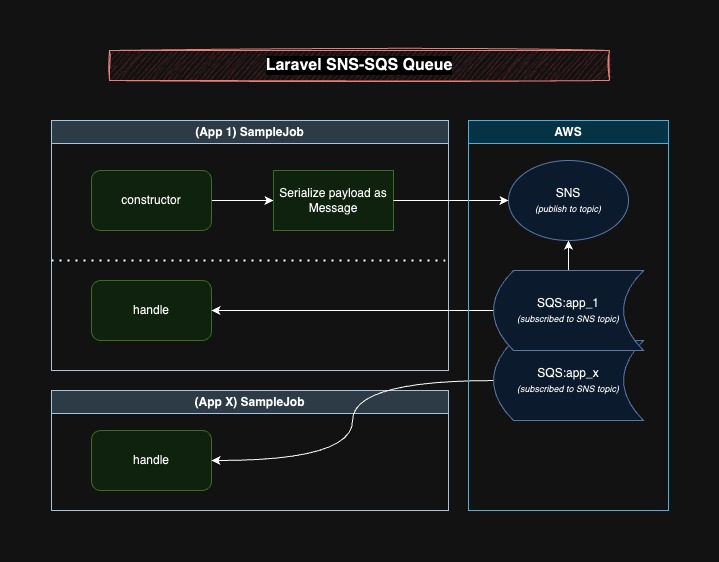 Laravel SNS-SQS Queue
(App 1) SampleJob
AWS
constructor
Serialize payload as
Message
SNS
(publish to topic)
handle
SQS:app_1
(subscribed to SNS topic)
SQS:app_x
(subscribed to SNS topic)
(App X) SampleJob
handle